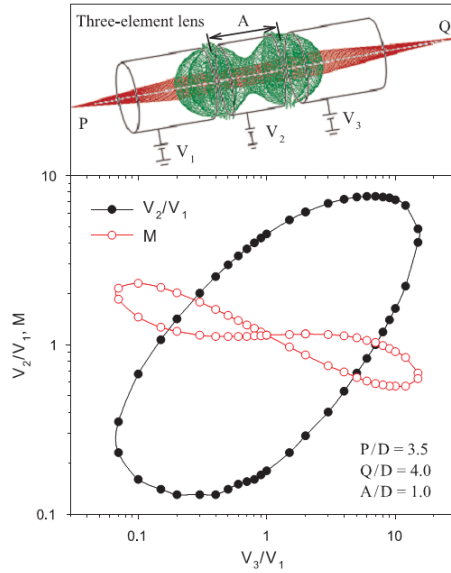 Three-element lens
A
Q
P
V1
V2
V3
10
V2/V1
M
1
0.1
V2/V1, M
P/D = 3.5
Q/D = 4.0
A/D = 1.0
0.1
1
10
V3/V1